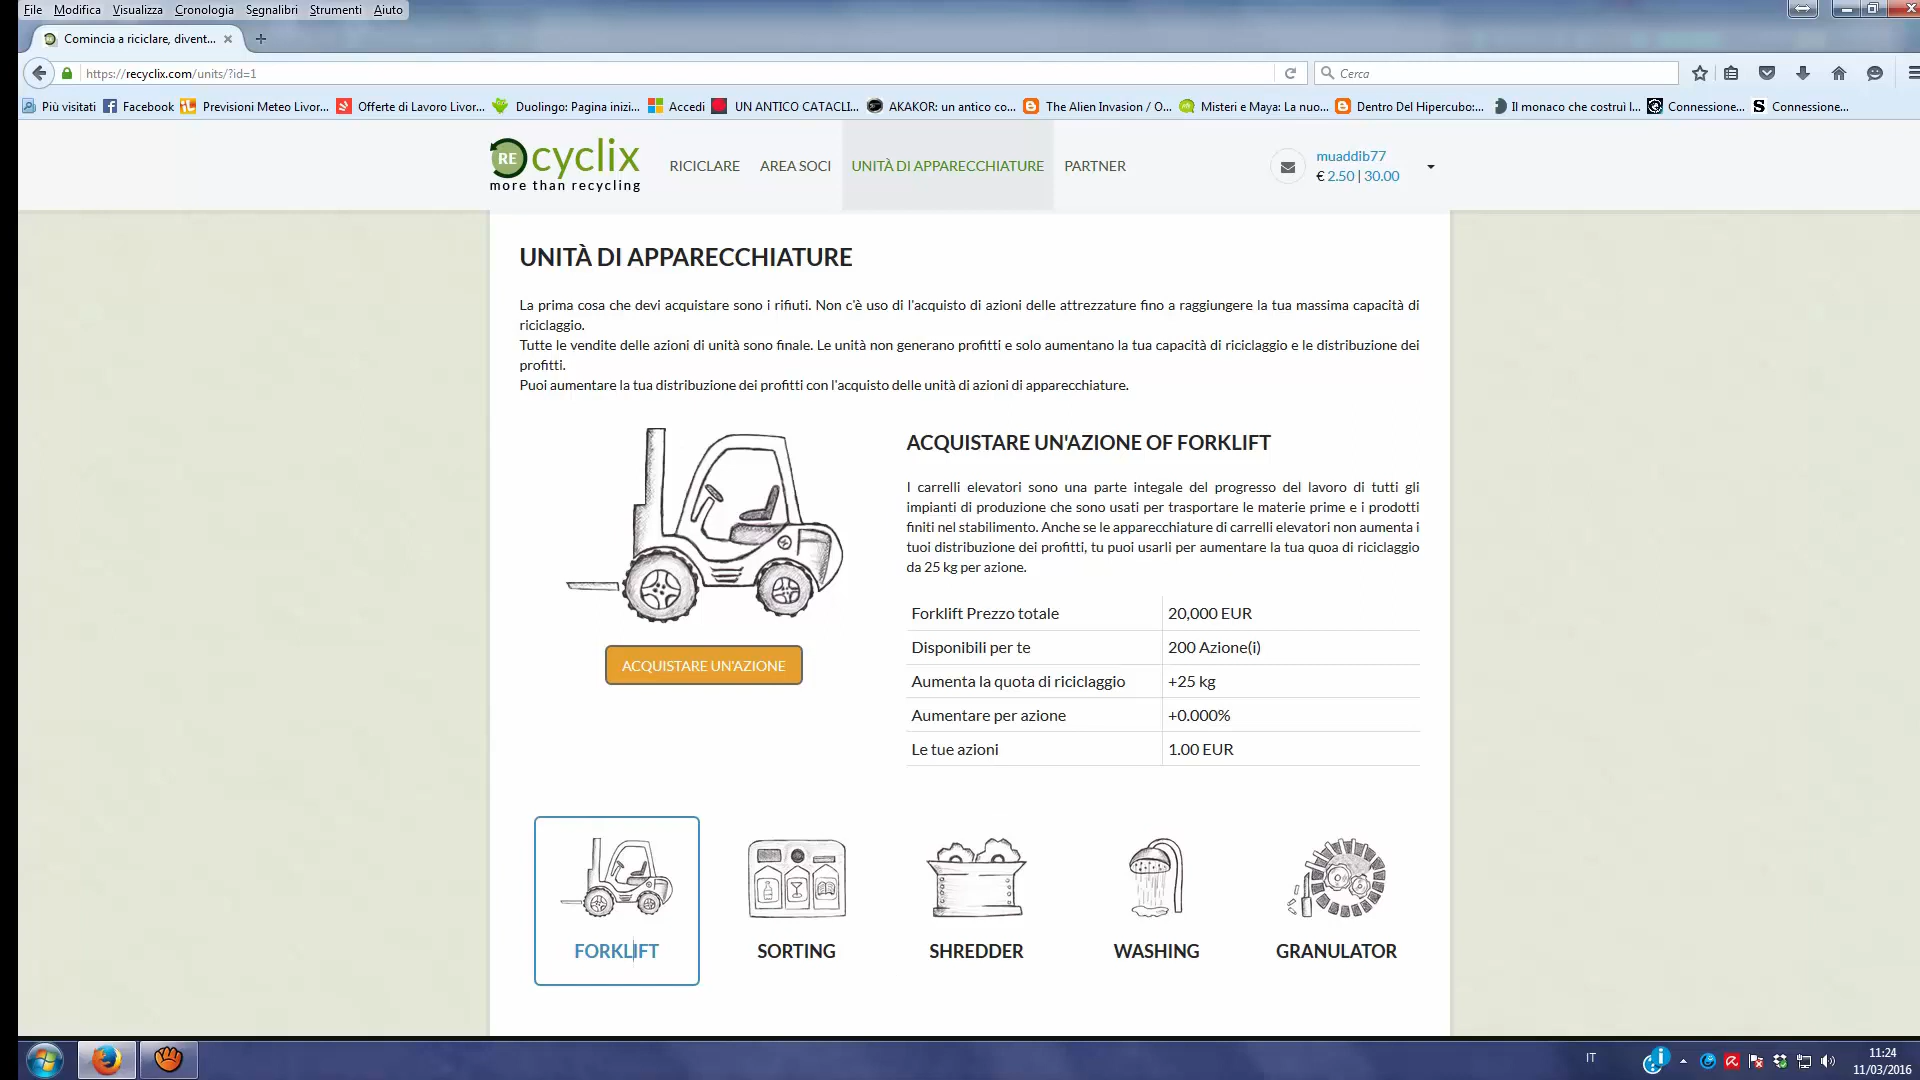 File Modifica Visualizza Cronologia Segnalibri Strumenti Aiuto
Comincia a riciclare, divent...
https://recyclix.com/units/?id=1
Cerca
Più visitati Facebook Previsioni Meteo Livor... Offerte di Lavoro Livor... Duolingo: Pagina inizi... Accedi UN ANTICO CATACLI... AKAKOR: un antico co... The Alien Invasion / O... Misteri e Maya: La nuo... Dentro Del Hipercubo:... Il monaco che costruì l... Connessione... Connessione...
RE cyclix
more than recycling
RICICLARE AREA SOCI UNITÀ DI APPARECCHIATURE PARTNER
muaddib77
€ 2.50 | 30.00
UNITÀ DI APPARECCHIATURE
La prima cosa che devi acquistare sono i rifiuti. Non c'è uso di l'acquisto di azioni delle attrezzature fino a raggiungere la tua massima capacità di
riciclaggio.
Tutte le vendite delle azioni di unità sono finale. Le unità non generano profitti e solo aumentano la tua capacità di riciclaggio e le distribuzione dei
profitti.
Puoi aumentare la tua distribuzione dei profitti con l'acquisto delle unità di azioni di apparecchiature.
ACQUISTARE UN'AZIONE
ACQUISTARE UN'AZIONE OF FORKLIFT
I carrelli elevatori sono una parte integale del progresso del lavoro di tutti gli
impianti di produzione che sono usati per trasportare le materie prime e i prodotti
finiti nel stabilimento. Anche se le apparecchiature di carrelli elevatori non aumenta i
tuoi distribuzione dei profitti, tu puoi usarli per aumentare la tua quoa di riciclaggio
da 25 kg per azione.
Forklift Prezzo totale 20,000 EUR
Disponibili per te 200 Azione(i)
Aumenta la quota di riciclaggio +25 kg
Aumentare per azione +0.000%
Le tue azioni 1.00 EUR
FORKLIFT SORTING SHREDDER WASHING GRANULATOR
IT
11:24
11/03/2016